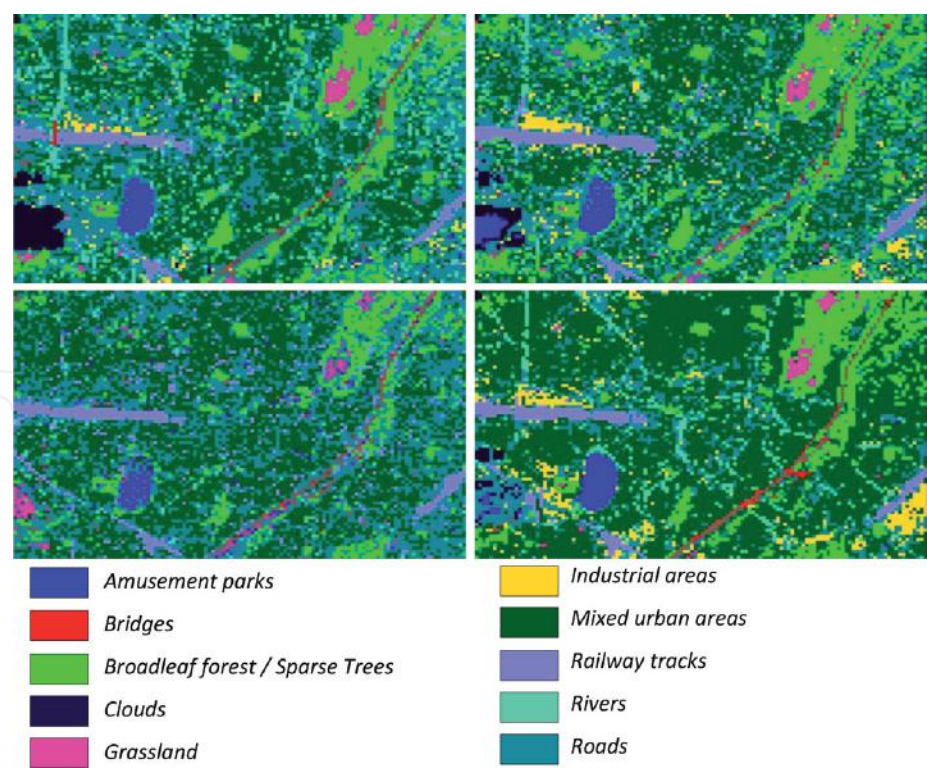 Amusement parks
Bridges
Broadleaf forest / Sparse Trees
Clouds
Grassland
Industrial areas
Mixed urban areas
Railway tracks
Rivers
Roads